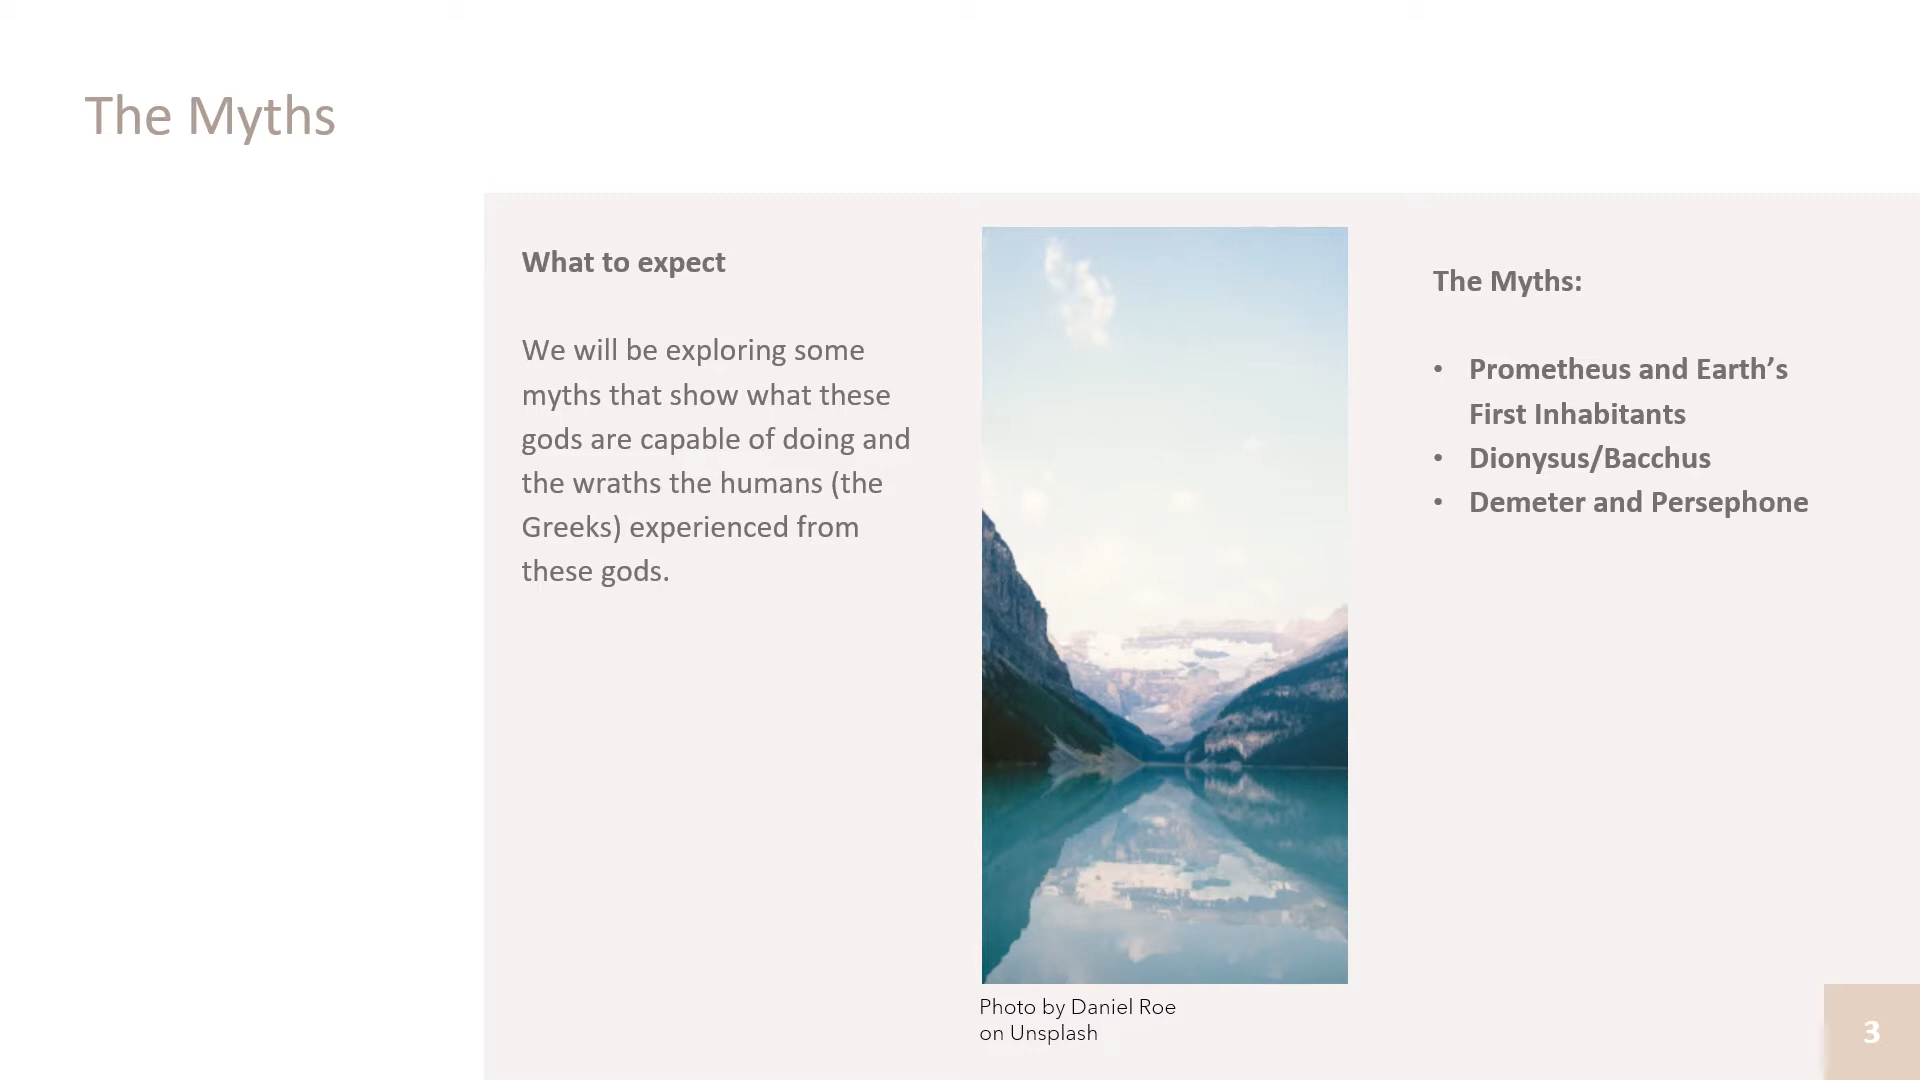 The Myths
What to expect
We will be exploring some
myths that show what these
gods are capable of doing and
the wraths the humans (the
Greeks) experienced from
these gods.
Photo by Daniel Roe
on Unsplash
The Myths:
• Prometheus and Earth’s
First Inhabitants
• Dionysus/Bacchus
• Demeter and Persephone
3